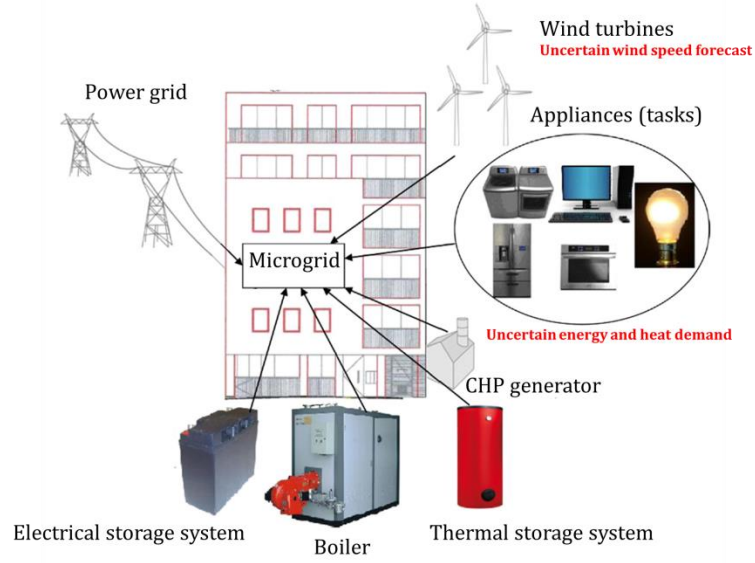 Wind turbines
Uncertain wind speed forecast
Power grid
Appliances (tasks)
Microgrid
Uncertain energy and heat demand
CHP generator
Electrical storage system
Boiler
Thermal storage system